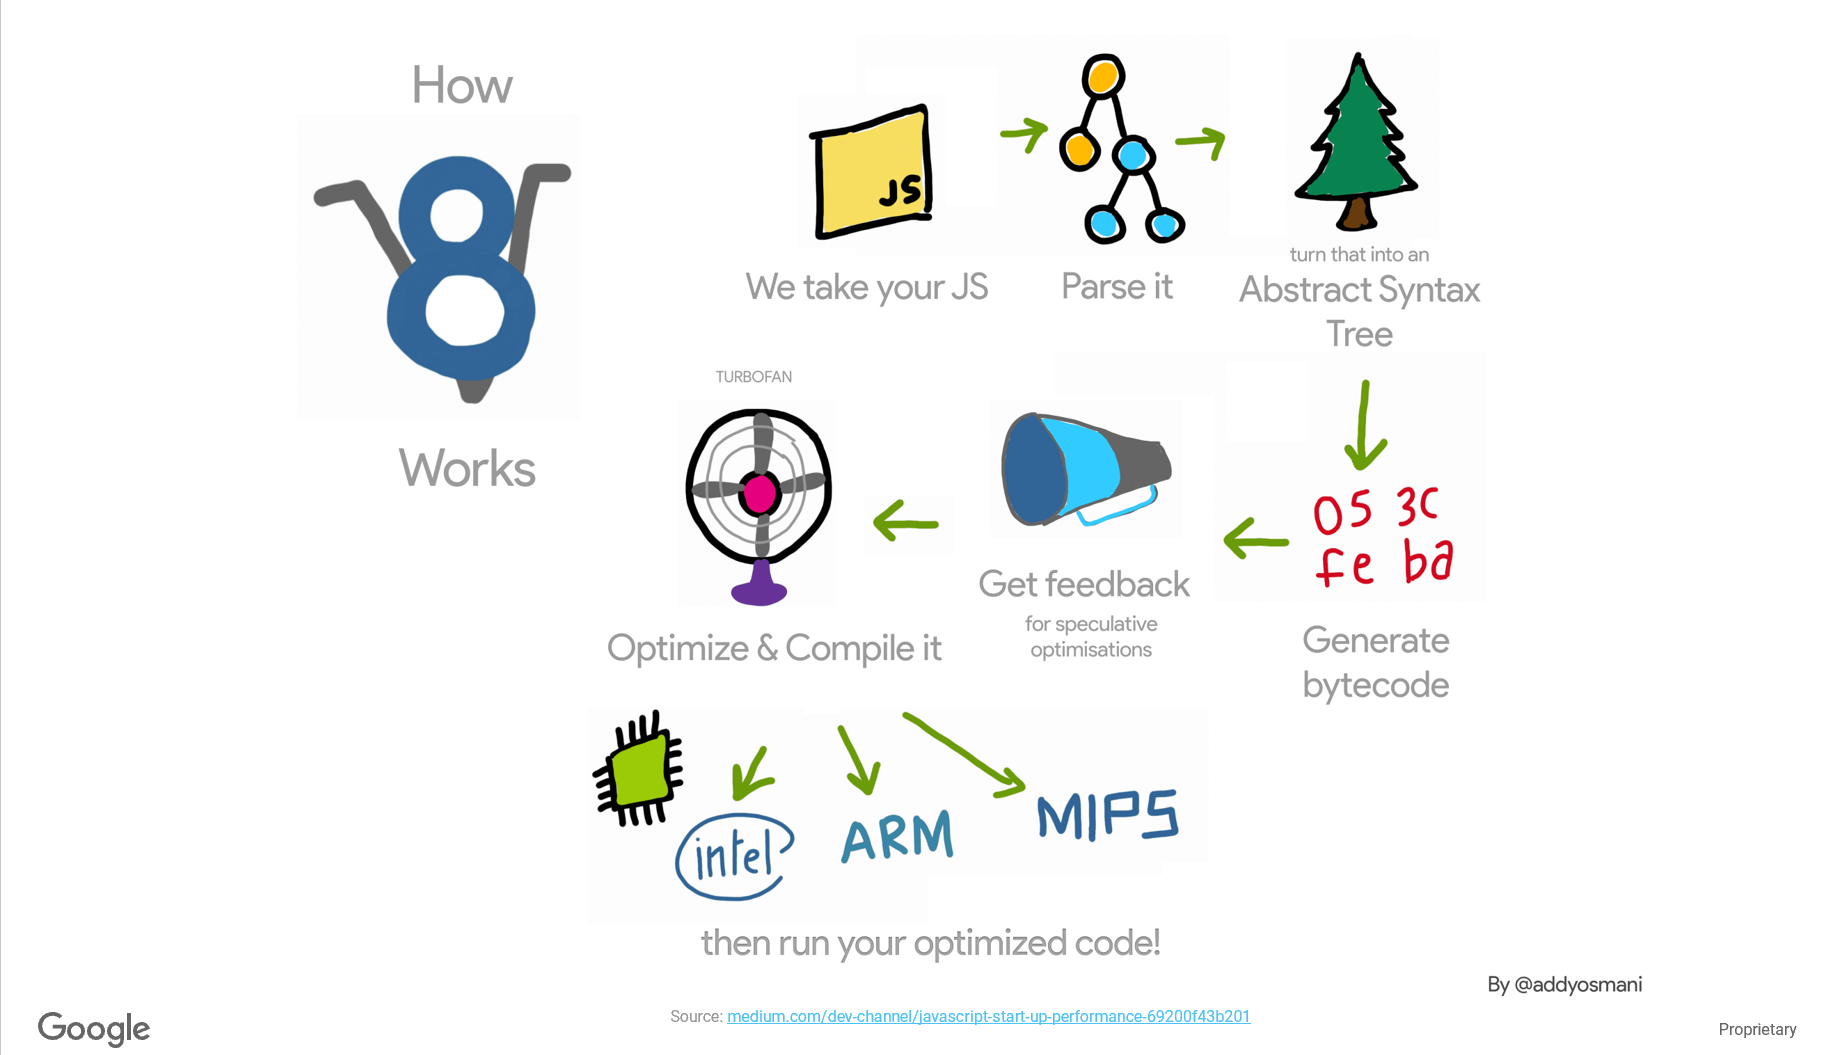 How
Works
JS
We take your JS
Parse it
turn that into an
Abstract Syntax
Tree
05 3C
fe ba
Generate
bytecode
Get feedback
for speculative
optimisations
TURBOFAN
Optimize & Compile it
intel
ARM
MIPS
then run your optimized code!
By @addyosmani
Source: medium.com/dev-channel/javascript-start-up-performance-69200f43b201
Google
Proprietary